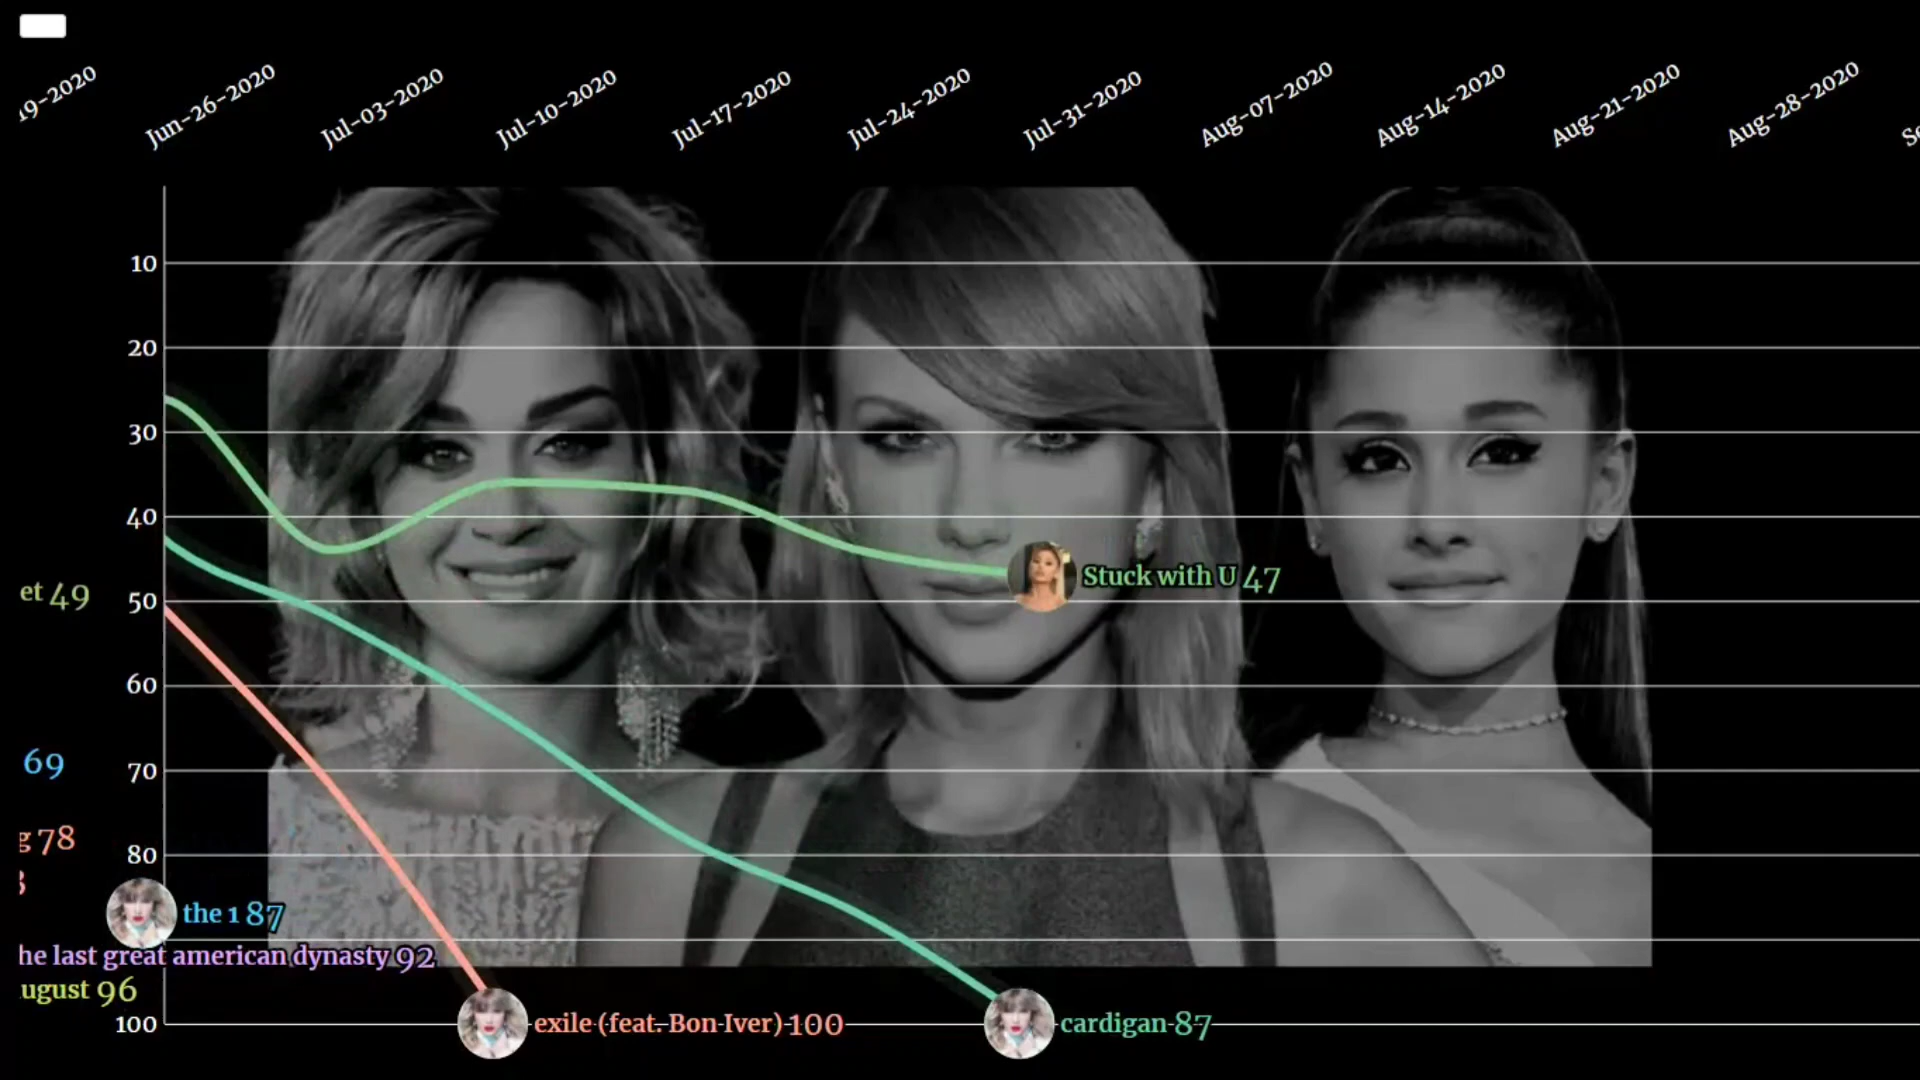 19-2020
Jun-26-2020
Jul-03-2020
Jul-10-2020
Jul-17-2020
Jul-24-2020
Jul-31-2020
Aug-07-2020
Aug-14-2020
Aug-21-2020
Aug-28-2020
Se
10
20
30
40
Stuck with U 47
et 49
50
60
69
70
g 78
80
the 1 87
he last great american dynasty 92
ugust 96
100
exile (feat. Bon Iver) 100
cardigan 87